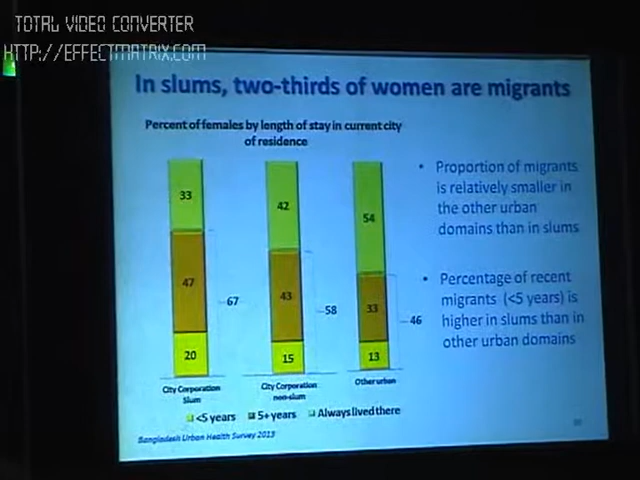 TOTAL VIDEO CONVERTER
HTTP://EFFECTMATRIX.COM
In slums, two-thirds of women are migrants
Percent of females by length of stay in current city
of residence
33
47
20
67
City Corporation
Slum
42
43
15
58
City Corporation
non-slum
54
33
13
46
Other urban
<5 years
5+ years
Always lived there
Bangladesh Urban Health Survey 2013
• Proportion of migrants
is relatively smaller in
the other urban
domains than in slums
• Percentage of recent
migrants (<5 years) is
higher in slums than in
other urban domains